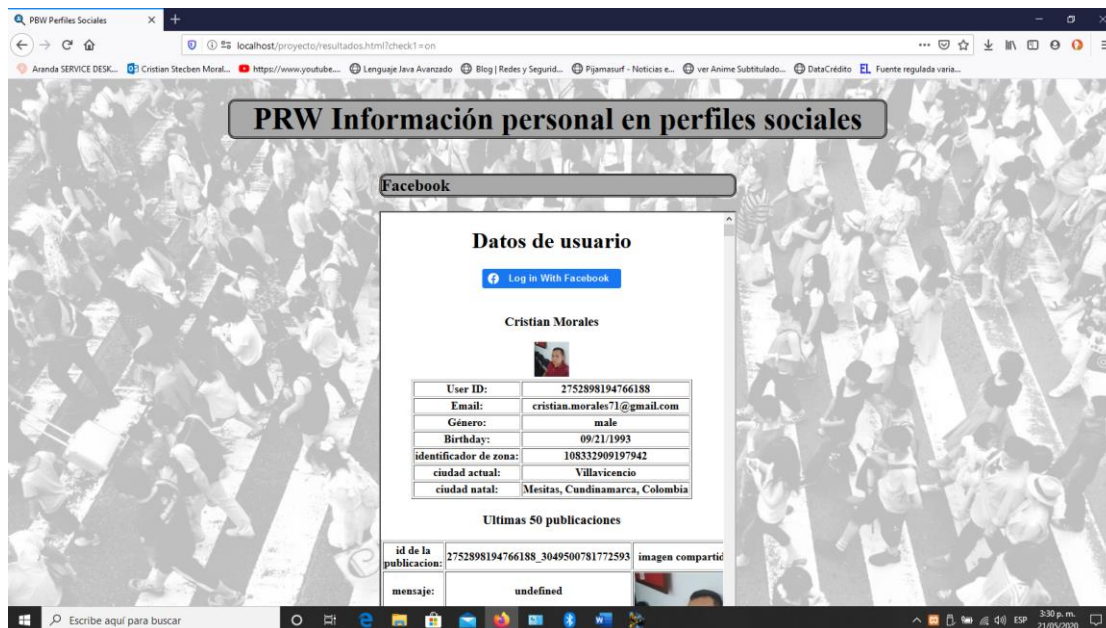 PBW Perfiles Sociales
localhost/proyecto/resultados.html?check1=on
Aranda SERVICE DESK... Cristian Stecben Moral... https://www.youtube.... Lenguaje Java Avanzado Blog | Redes y Segurid... Pijamasurf - Noticias e... ver Anime Subtitulado... DataCrédito EL Fuente regulada varia...
PRW Información personal en perfiles sociales
Facebook
Datos de usuario
Log in With Facebook
Cristian Morales
User ID: 2752898194766188
Email: cristian.morales71@gmail.com
Género: male
Birthday: 09/21/1993
identificador de zona: 108332909197942
ciudad actual: Villavicencio
ciudad natal: Mesitas, Cundinamarca, Colombia
Ultimas 50 publicaciones
id de la publicacion: 2752898194766188_3049500781772593 imagen compartid
mensaje: undefined
Escribe aquí para buscar
ESP
3:30 p. m.
21/05/2020